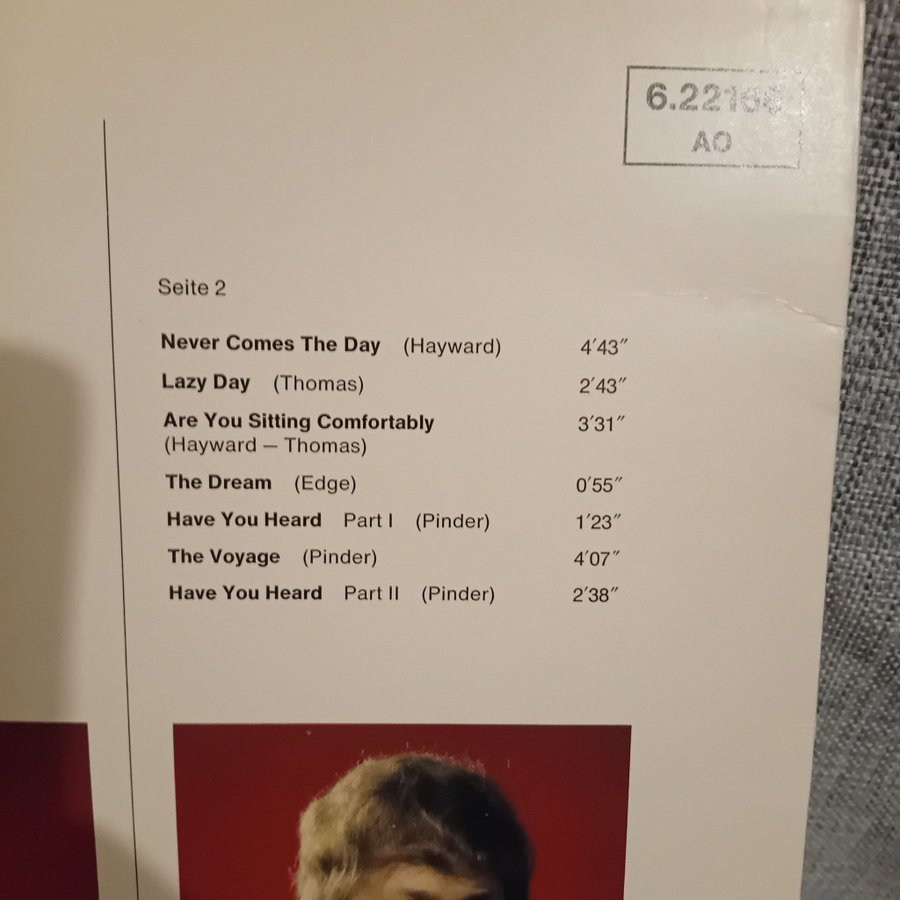 AO
Seite 2
Never Comes The Day (Hayward) 4′43″
Lazy Day (Thomas) 2′43″
Are You Sitting Comfortably 3′31″
(Hayward — Thomas)
The Dream (Edge) 0′55″
Have You Heard Part I (Pinder) 1′23″
The Voyage (Pinder) 4′07″
Have You Heard Part II (Pinder) 2′38″